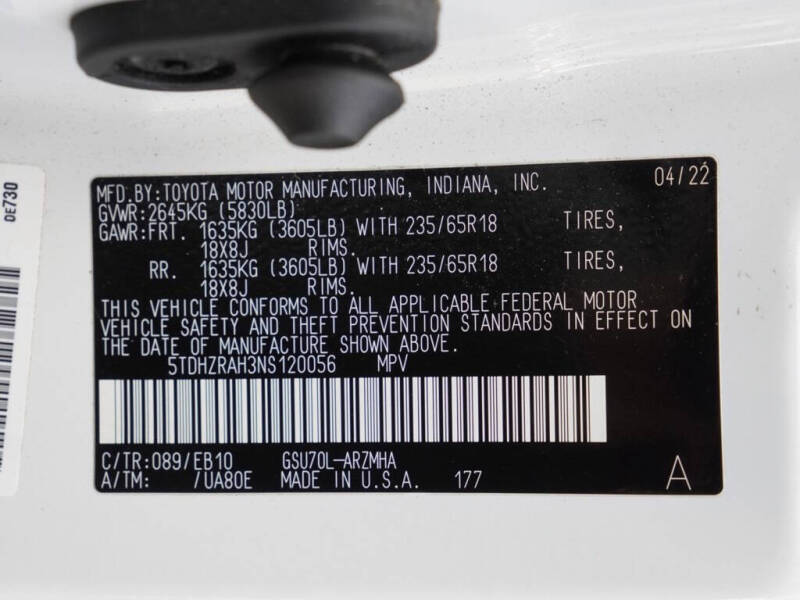 DE730
MFD.BY:TOYOTA MOTOR MANUFACTURING, INDIANA, INC. 04/22
GVWR:2645KG (5830LB)
GAWR:FRT. 1635KG (3605LB) WITH 235/65R18 TIRES,
18X8J RIMS.
RR. 1635KG (3605LB) WITH 235/65R18 TIRES,
18X8J RIMS.
THIS VEHICLE CONFORMS TO ALL APPLICABLE FEDERAL MOTOR
VEHICLE SAFETY AND THEFT PREVENTION STANDARDS IN EFFECT ON
THE DATE OF MANUFACTURE SHOWN ABOVE.
5TDHZRAH3NS120056 MPV
C/TR:089/EB10 GSU70L-ARZMHA
A/TM: /UA80E MADE IN U.S.A. 177 A